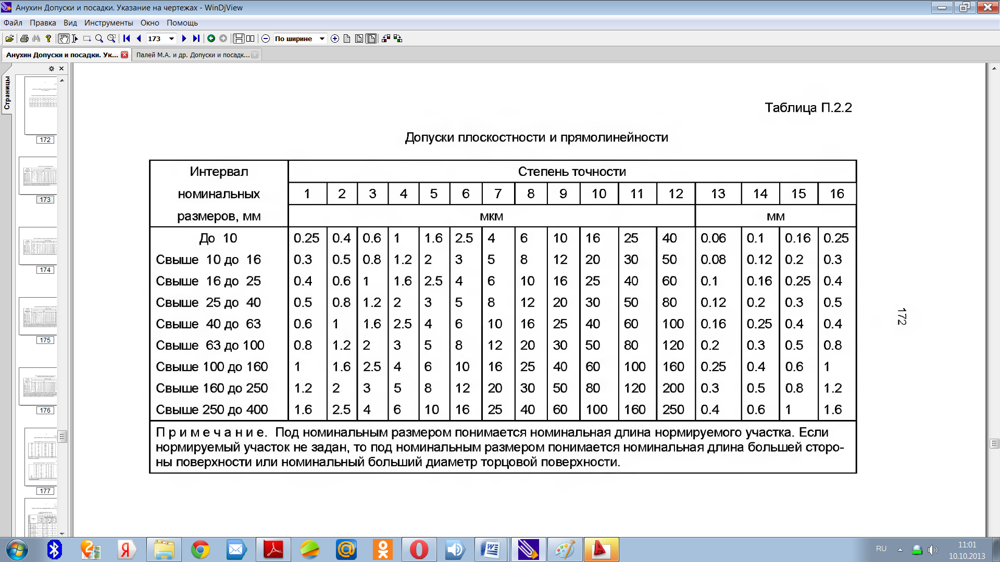 Анухин Допуски и посадки. Указание на чертежах - WinDjView
Файл Правка Вид Инструменты Окно Помощь
173 По ширине
Анухин Допуски и посадки. Ук... Палей М.А. и др. Допуски и посадк...
Страницы
172
173
174
175
176
177
Таблица П.2.2
Допуски плоскостности и прямолинейности
Интервал номинальных размеров, мм
Степень точности
1 2 3 4 5 6 7 8 9 10 11 12 13 14 15 16
мкм мм
До 10 0.25 0.4 0.6 1 1.6 2.5 4 6 10 16 25 40 0.06 0.1 0.16 0.25
Свыше 10 до 16 0.3 0.5 0.8 1.2 2 3 5 8 12 20 30 50 0.08 0.12 0.2 0.3
Свыше 16 до 25 0.4 0.6 1 1.6 2.5 4 6 10 16 25 40 60 0.1 0.16 0.25 0.4
Свыше 25 до 40 0.5 0.8 1.2 2 3 5 8 12 20 30 50 80 0.12 0.2 0.3 0.5
Свыше 40 до 63 0.6 1 1.6 2.5 4 6 10 16 25 40 60 100 0.16 0.25 0.4 0.4
Свыше 63 до 100 0.8 1.2 2 3 5 8 12 20 30 50 80 120 0.2 0.3 0.5 0.8
Свыше 100 до 160 1 1.6 2.5 4 6 10 16 25 40 60 100 160 0.25 0.4 0.6 1
Свыше 160 до 250 1.2 2 3 5 8 12 20 30 50 80 120 200 0.3 0.5 0.8 1.2
Свыше 250 до 400 1.6 2.5 4 6 10 16 25 40 60 100 160 250 0.4 0.6 1 1.6
П р и м е ч а н и е. Под номинальным размером понимается номинальная длина нормируемого участка. Если
нормируемый участок не задан, то под номинальным размером понимается номинальная длина большей сторо-
ны поверхности или номинальный больший диаметр торцовой поверхности.
172
RU
11:01
10.10.2013